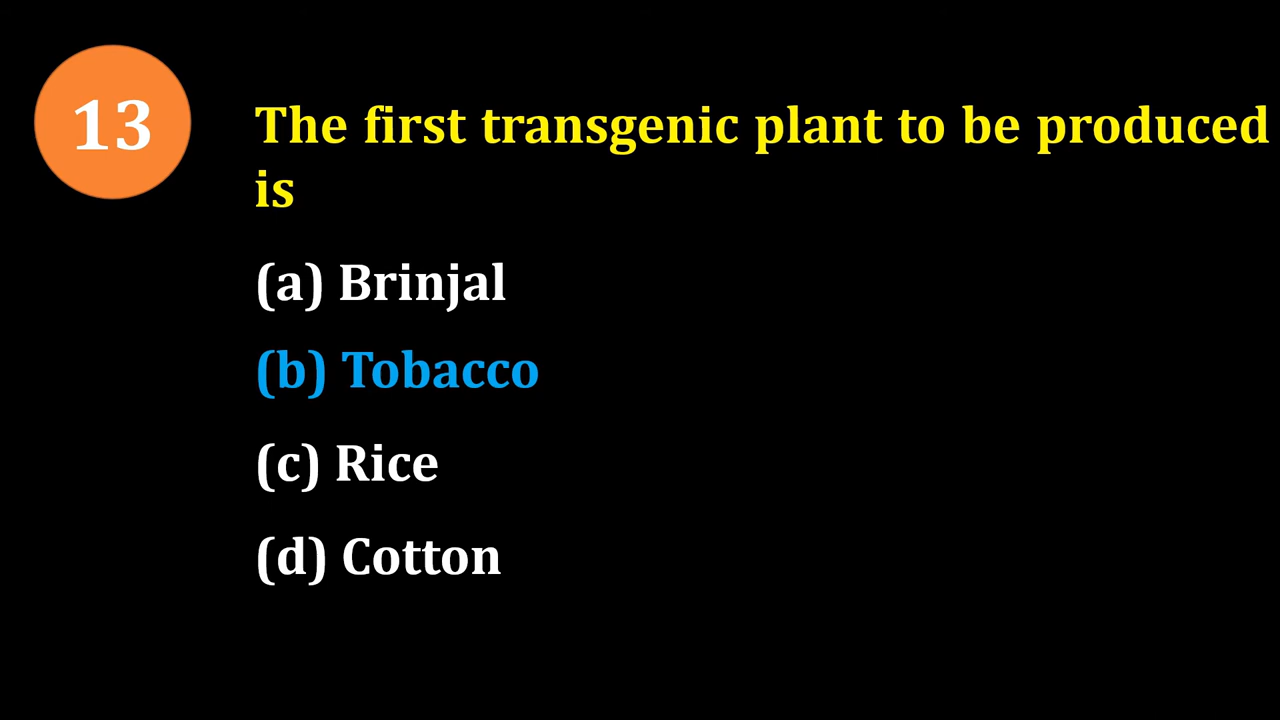 13
The first transgenic plant to be produced
is
(a) Brinjal
(b) Tobacco
(c) Rice
(d) Cotton